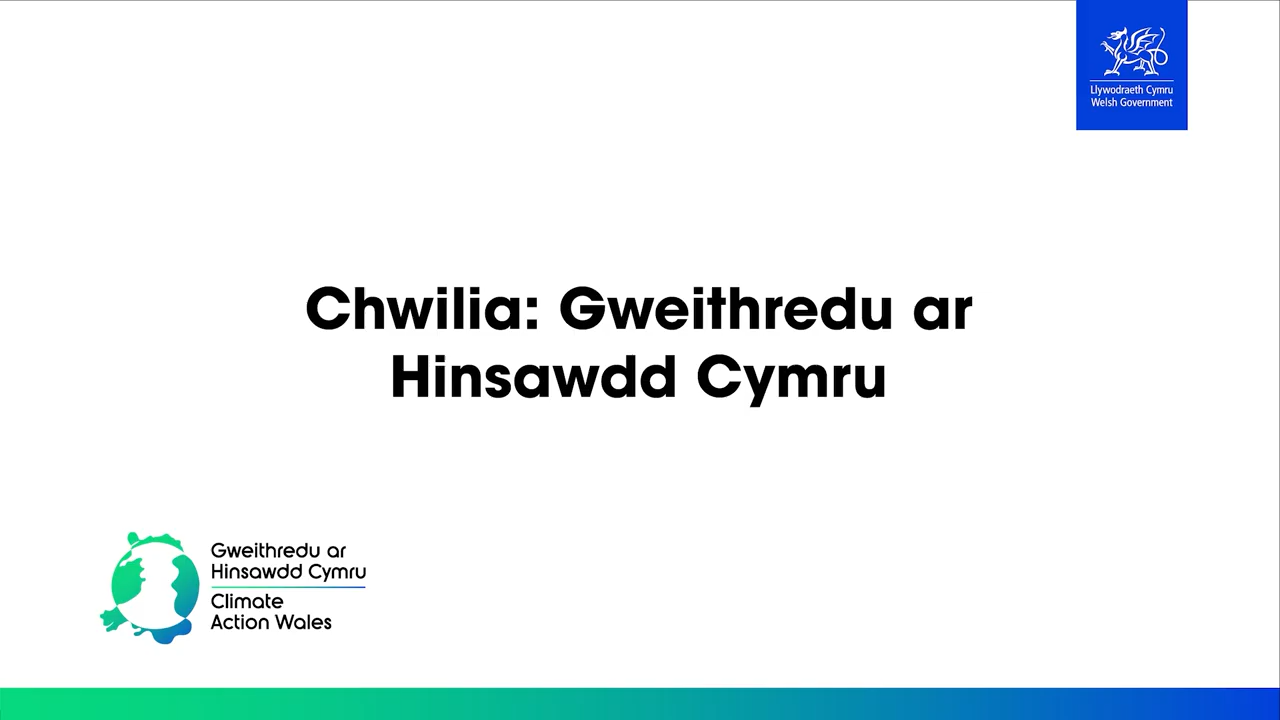 Llywodraeth Cymru
Welsh Government
Chwilia: Gweithredu ar
Hinsawdd Cymru
Gweithredu ar
Hinsawdd Cymru
Climate
Action Wales